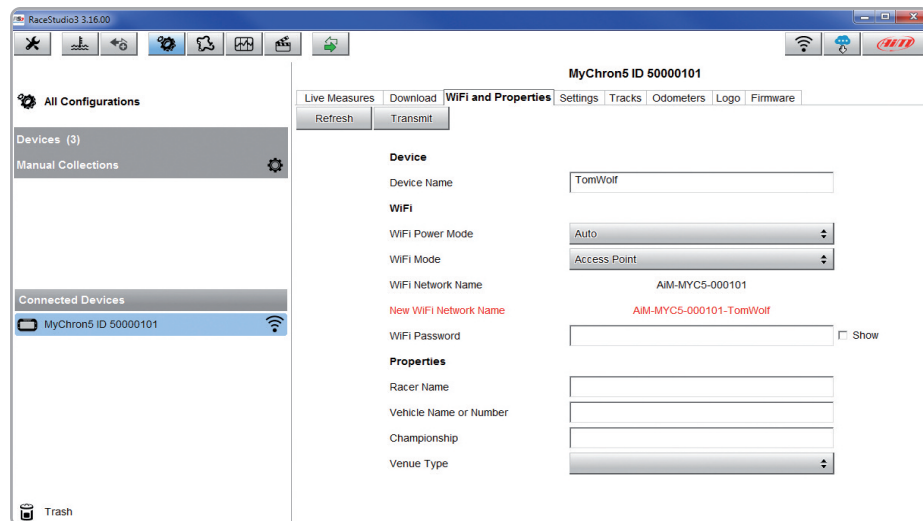 RaceStudio3 3.16.00
AiM
MyChron5 ID 50000101
All Configurations
Live Measures Download WiFi and Properties Settings Tracks Odometers Logo Firmware
Refresh Transmit
Devices (3)
Manual Collections
Device
Device Name TomWolf
WiFi
WiFi Power Mode Auto
WiFi Mode Access Point
WiFi Network Name AiM-MYC5-000101
Connected Devices
New WiFi Network Name AiM-MYC5-000101-TomWolf
MyChron5 ID 50000101
WiFi Password Show
Properties
Racer Name
Vehicle Name or Number
Championship
Venue Type
Trash